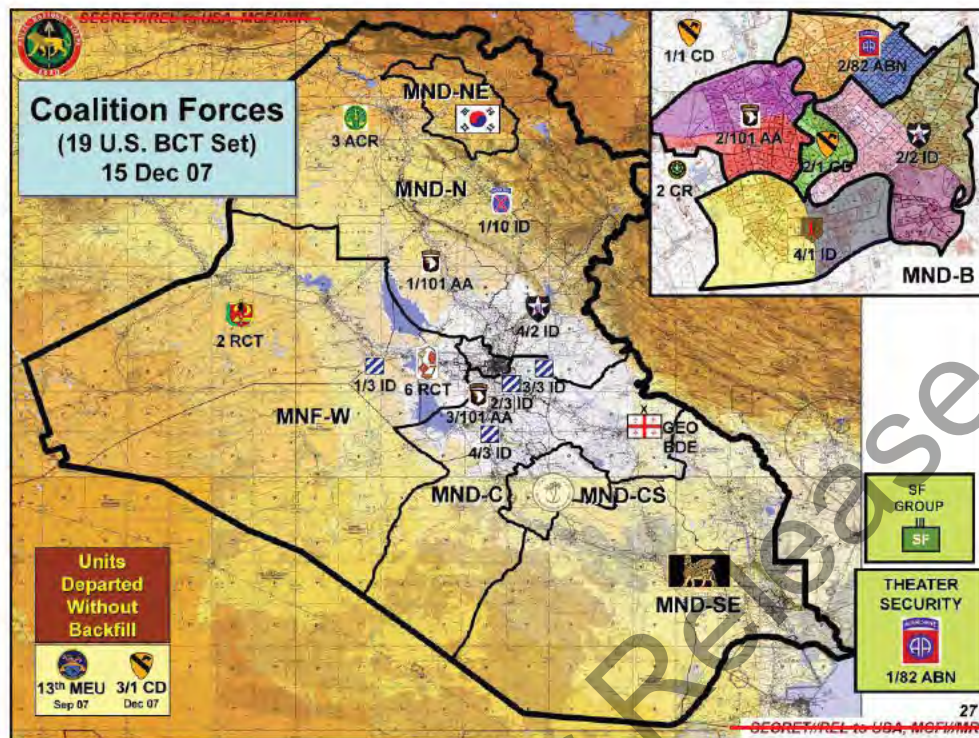 SECRET//REL to USA, MCFI//MR
Coalition Forces
(19 U.S. BCT Set)
15 Dec 07
MND-NE
3 ACR
MND-N
1/10 ID
1/101 AA
4/2 ID
2 RCT
1/3 ID
6 RCT
3/3 ID
2/3 ID
3/101 AA
MNF-W
4/3 ID
GEO
BDE
MND-C
MND-CS
MND-SE
1/1 CD
2/82 ABN
2/101 AA
2/1 CD
2/2 ID
2 CR
4/1 ID
MND-B
SF
GROUP
SF
THEATER
SECURITY
AA
1/82 ABN
Units
Departed
Without
Backfill
13th MEU
Sep 07
3/1 CD
Dec 07
Release
27
SECRET//REL to USA, MCFI//MR